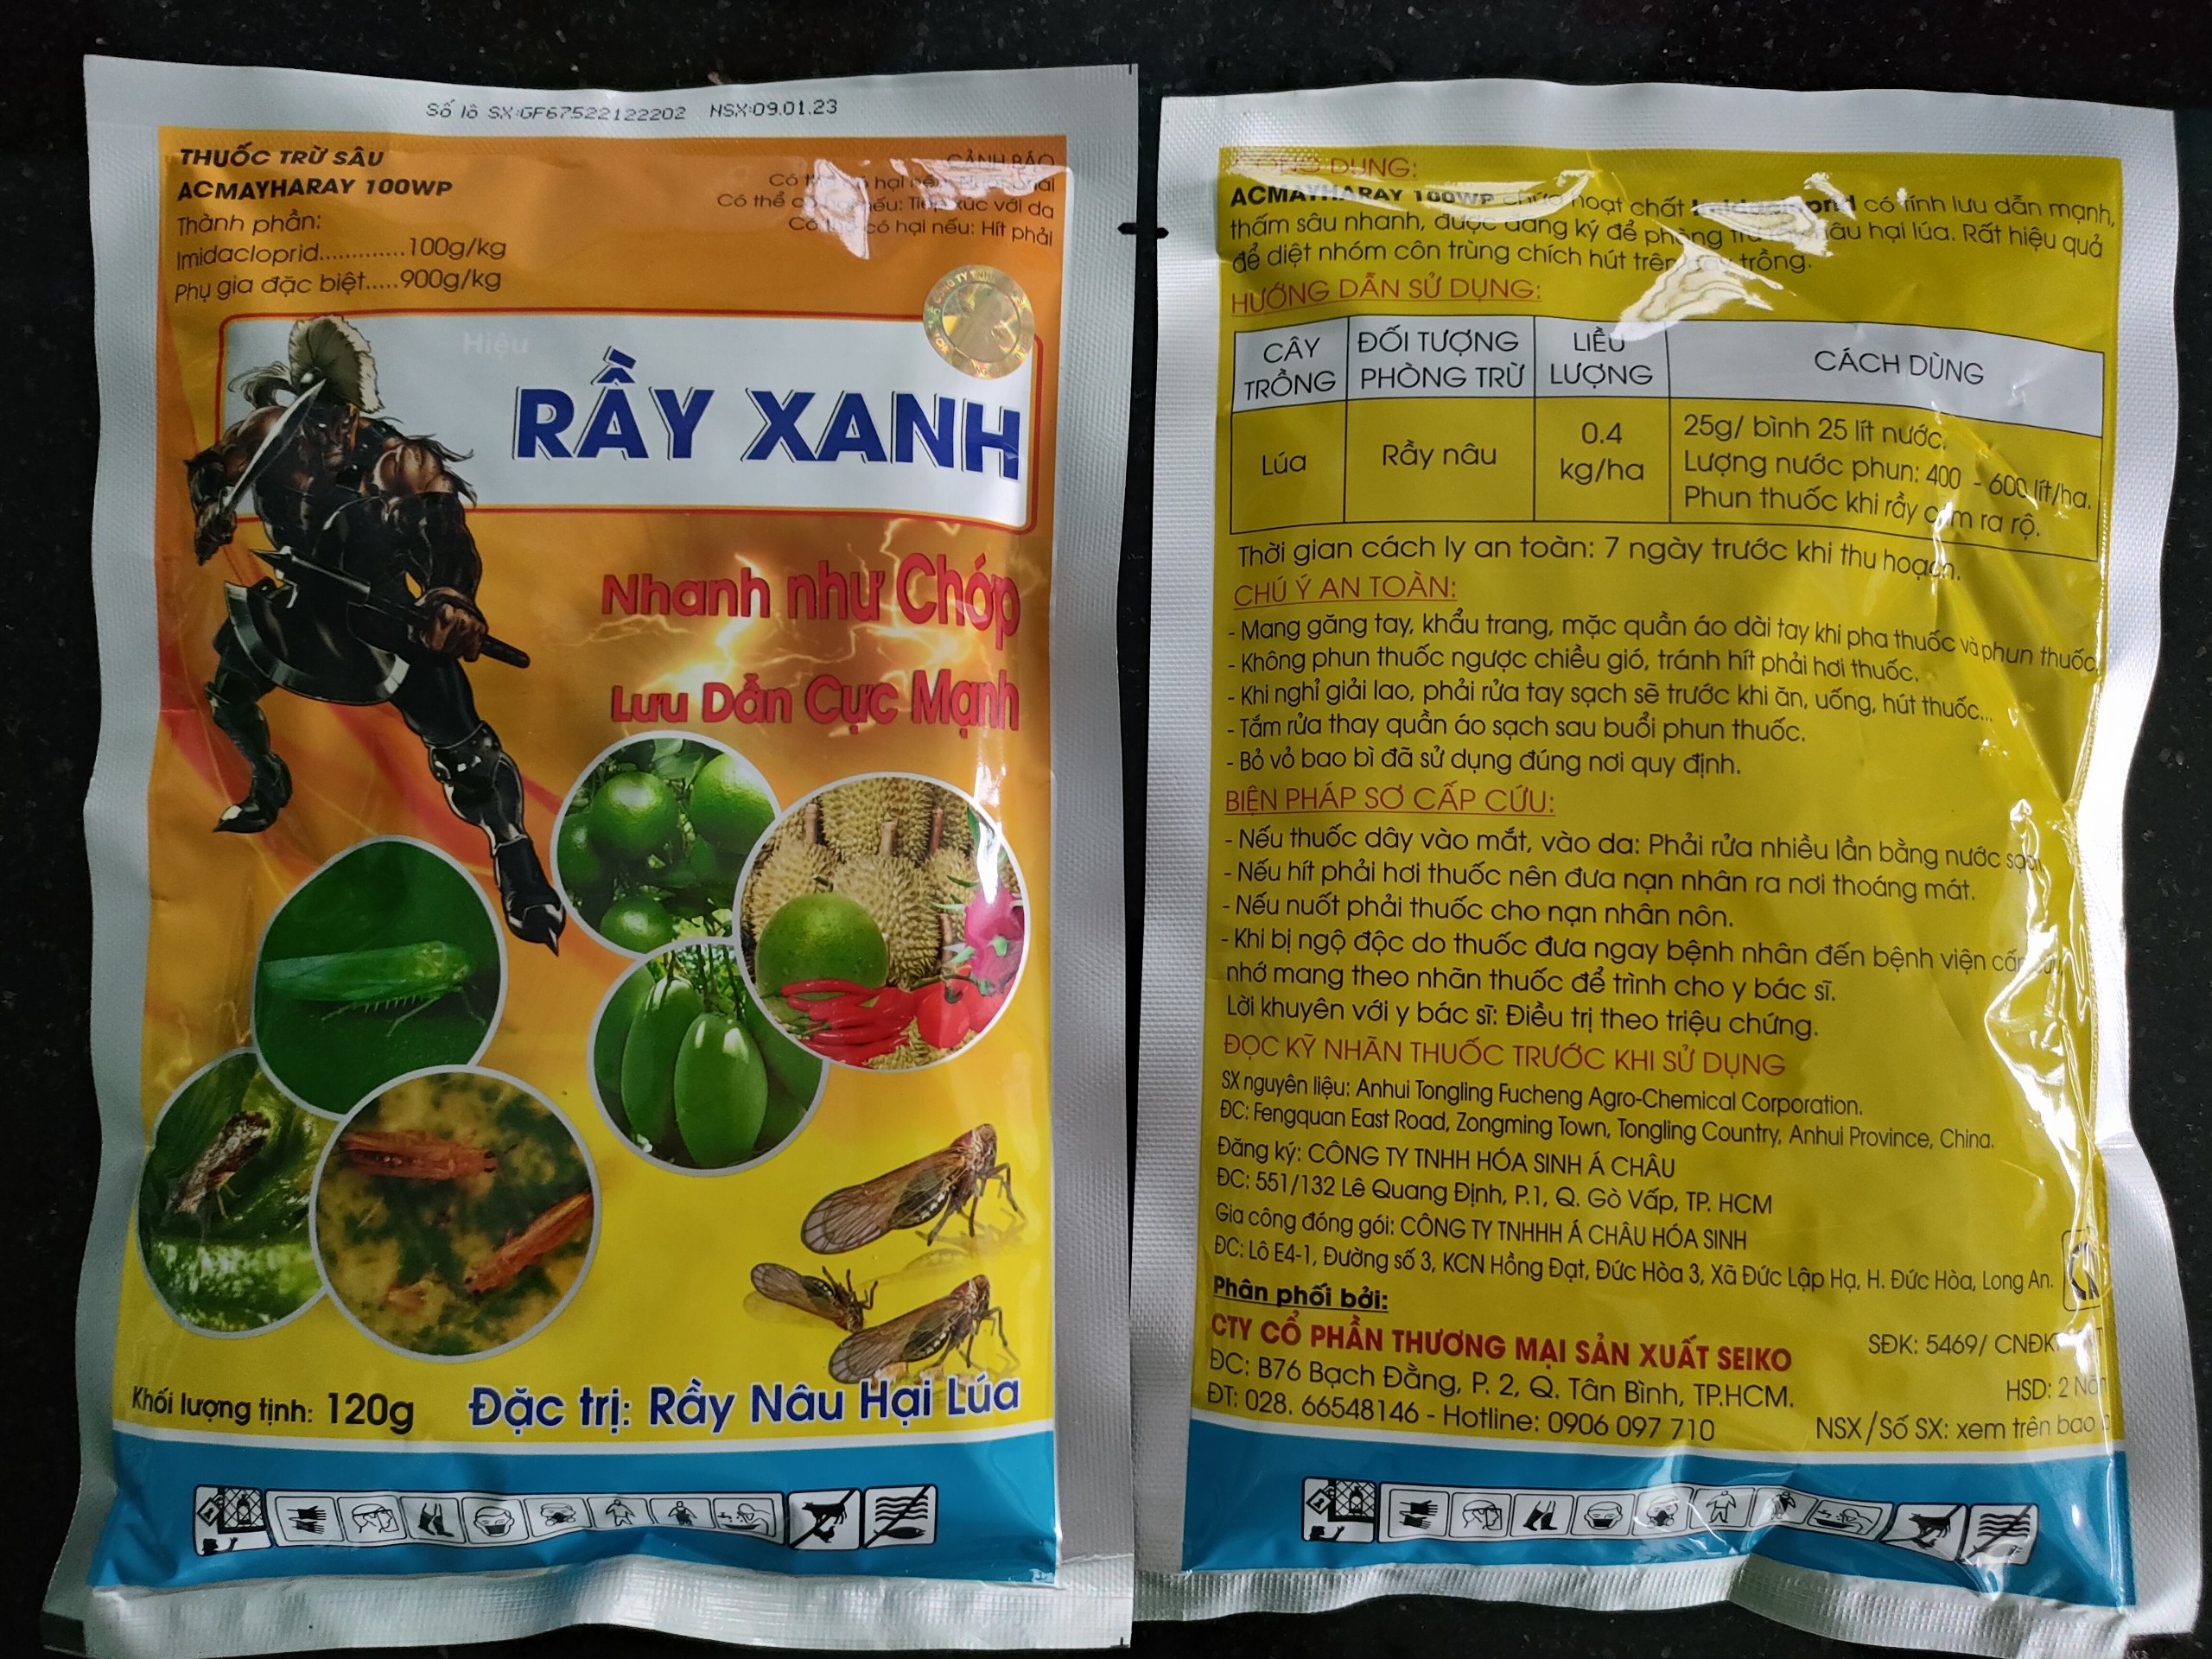 Số lô SX:GF67522122202 NSX:09.01.23
THUỐC TRỪ SÂU
ACMAYHARAY 100WP
Thành phần:
Imidacloprid.............100g/kg
Phụ gia đặc biệt.....900g/kg
CẢNH BÁO
Có hại
Có thể nếu: Tiếp xúc với da
Có có hại nếu: Hít phải
Hiệu
RẦY XANH
Nhanh như Chớp
Lưu Dẫn Cực Mạnh
Khối lượng tịnh: 120g
Đặc trị: Rầy Nâu Hại Lúa
CÔNG DỤNG:
ACMAYHARAY 100WP chứa hoạt chất Imidacloprid có tính lưu dẫn mạnh,
thấm sâu nhanh, được đăng ký để phòng trừ nâu hại lúa. Rất hiệu quả
để diệt nhóm côn trùng chích hút trên trồng.
HƯỚNG DẪN SỬ DỤNG:
CÂY TRỒNG
ĐỐI TƯỢNG PHÒNG TRỪ
LIỀU LƯỢNG
CÁCH DÙNG
Lúa
Rầy nâu
0.4 kg/ha
25g/ bình 25 lít nước.
Lượng nước phun: 400 - 600 lít/ha.
Phun thuốc khi rầy cám ra rộ.
Thời gian cách ly an toàn: 7 ngày trước khi thu hoạch.
CHÚ Ý AN TOÀN:
- Mang găng tay, khẩu trang, mặc quần áo dài tay khi pha thuốc và phun thuốc.
- Không phun thuốc ngược chiều gió, tránh hít phải hơi thuốc.
- Khi nghỉ giải lao, phải rửa tay sạch sẽ trước khi ăn, uống, hút thuốc...
- Tắm rửa thay quần áo sạch sau buổi phun thuốc.
- Bỏ vỏ bao bì đã sử dụng đúng nơi quy định.
BIỆN PHÁP SƠ CẤP CỨU:
- Nếu thuốc dây vào mắt, vào da: Phải rửa nhiều lần bằng nước sạch
- Nếu hít phải hơi thuốc nên đưa nạn nhân ra nơi thoáng mát.
- Nếu nuốt phải thuốc cho nạn nhân nôn.
- Khi bị ngộ độc do thuốc đưa ngay bệnh nhân đến bệnh viện cấp
nhớ mang theo nhãn thuốc để trình cho y bác sĩ.
Lời khuyên với y bác sĩ: Điều trị theo triệu chứng.
ĐỌC KỸ NHÃN THUỐC TRƯỚC KHI SỬ DỤNG
SX nguyên liệu: Anhui Tongling Fucheng Agro-Chemical Corporation.
ĐC: Fengquan East Road, Zongming Town, Tongling Country, Anhui Province, China.
Đăng ký: CÔNG TY TNHH HÓA SINH Á CHÂU
ĐC: 551/132 Lê Quang Định, P.1, Q. Gò Vấp, TP. HCM
Gia công đóng gói: CÔNG TY TNHHH Á CHÂU HÓA SINH
ĐC: Lô E4-1, Đường số 3, KCN Hồng Đạt, Đức Hòa 3, Xã Đức Lập Hạ, H. Đức Hòa, Long An.
Phân phối bởi:
CTY CỔ PHẦN THƯƠNG MẠI SẢN XUẤT SEIKO
ĐC: B76 Bạch Đằng, P. 2, Q. Tân Bình, TP.HCM.
ĐT: 028. 66548146 - Hotline: 0906 097 710
SĐK: 5469/
HSD: 2 Năm
NSX/Số SX: xem trên bao